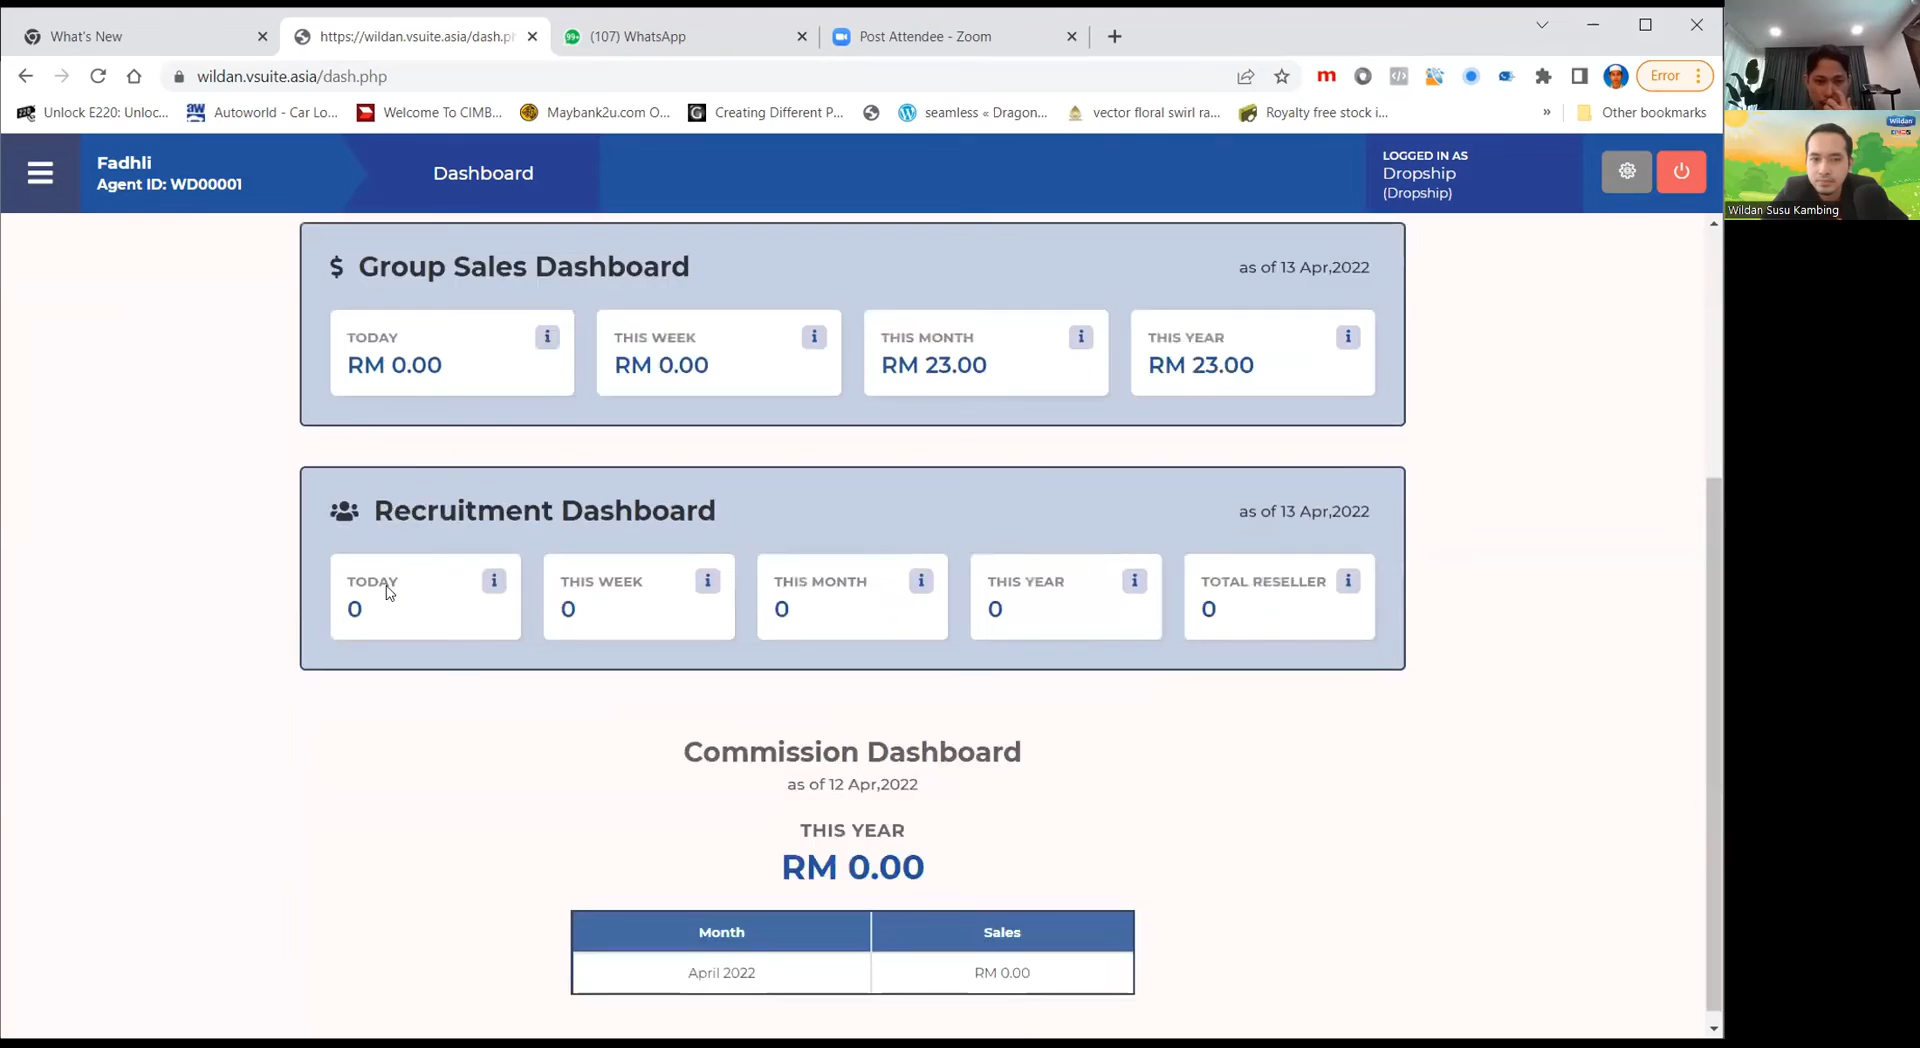 What's New
https://wildan.vsuite.asia/dash.p
(107) WhatsApp
Post Attendee - Zoom
wildan.vsuite.asia/dash.php
Error
Unlock E220: Unloc...
Autoworld - Car Lo...
Welcome To CIMB...
Maybank2u.com O...
Creating Different P...
seamless « Dragon...
vector floral swirl ra...
Royalty free stock i...
»
Other bookmarks
Fadhli
Agent ID: WD00001
Dashboard
LOGGED IN AS
Dropship
(Dropship)
Wildan
Wildan Susu Kambing
$ Group Sales Dashboard
as of 13 Apr,2022
TODAY
RM 0.00
THIS WEEK
RM 0.00
THIS MONTH
RM 23.00
THIS YEAR
RM 23.00
Recruitment Dashboard
as of 13 Apr,2022
TODAY
0
THIS WEEK
0
THIS MONTH
0
THIS YEAR
0
TOTAL RESELLER
0
Commission Dashboard
as of 12 Apr,2022
THIS YEAR
RM 0.00
Month Sales
April 2022 RM 0.00